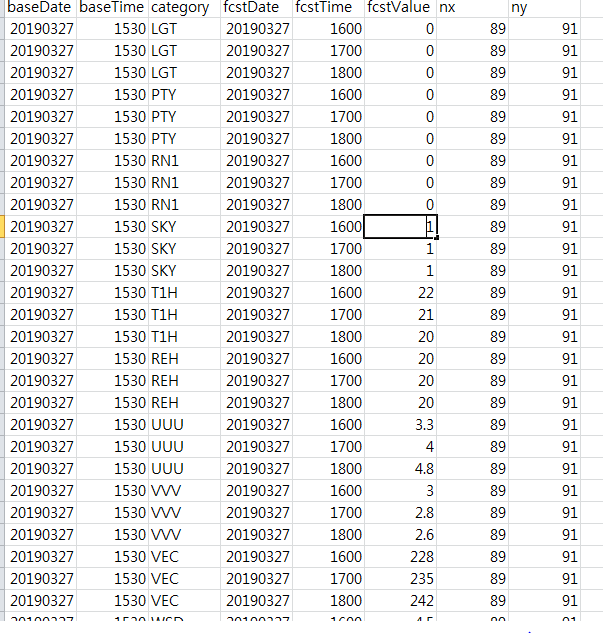 baseDate baseTime category fcstDate fcstTime fcstValue nx ny
20190327 1530 LGT 20190327 1600 0 89 91
20190327 1530 LGT 20190327 1700 0 89 91
20190327 1530 LGT 20190327 1800 0 89 91
20190327 1530 PTY 20190327 1600 0 89 91
20190327 1530 PTY 20190327 1700 0 89 91
20190327 1530 PTY 20190327 1800 0 89 91
20190327 1530 RN1 20190327 1600 0 89 91
20190327 1530 RN1 20190327 1700 0 89 91
20190327 1530 RN1 20190327 1800 0 89 91
20190327 1530 SKY 20190327 1600 1 89 91
20190327 1530 SKY 20190327 1700 1 89 91
20190327 1530 SKY 20190327 1800 1 89 91
20190327 1530 T1H 20190327 1600 22 89 91
20190327 1530 T1H 20190327 1700 21 89 91
20190327 1530 T1H 20190327 1800 20 89 91
20190327 1530 REH 20190327 1600 20 89 91
20190327 1530 REH 20190327 1700 20 89 91
20190327 1530 REH 20190327 1800 20 89 91
20190327 1530 UUU 20190327 1600 3.3 89 91
20190327 1530 UUU 20190327 1700 4 89 91
20190327 1530 UUU 20190327 1800 4.8 89 91
20190327 1530 VVV 20190327 1600 3 89 91
20190327 1530 VVV 20190327 1700 2.8 89 91
20190327 1530 VVV 20190327 1800 2.6 89 91
20190327 1530 VEC 20190327 1600 228 89 91
20190327 1530 VEC 20190327 1700 235 89 91
20190327 1530 VEC 20190327 1800 242 89 91
20190327 1530 WSD 20190327 1600 4.5 89 91